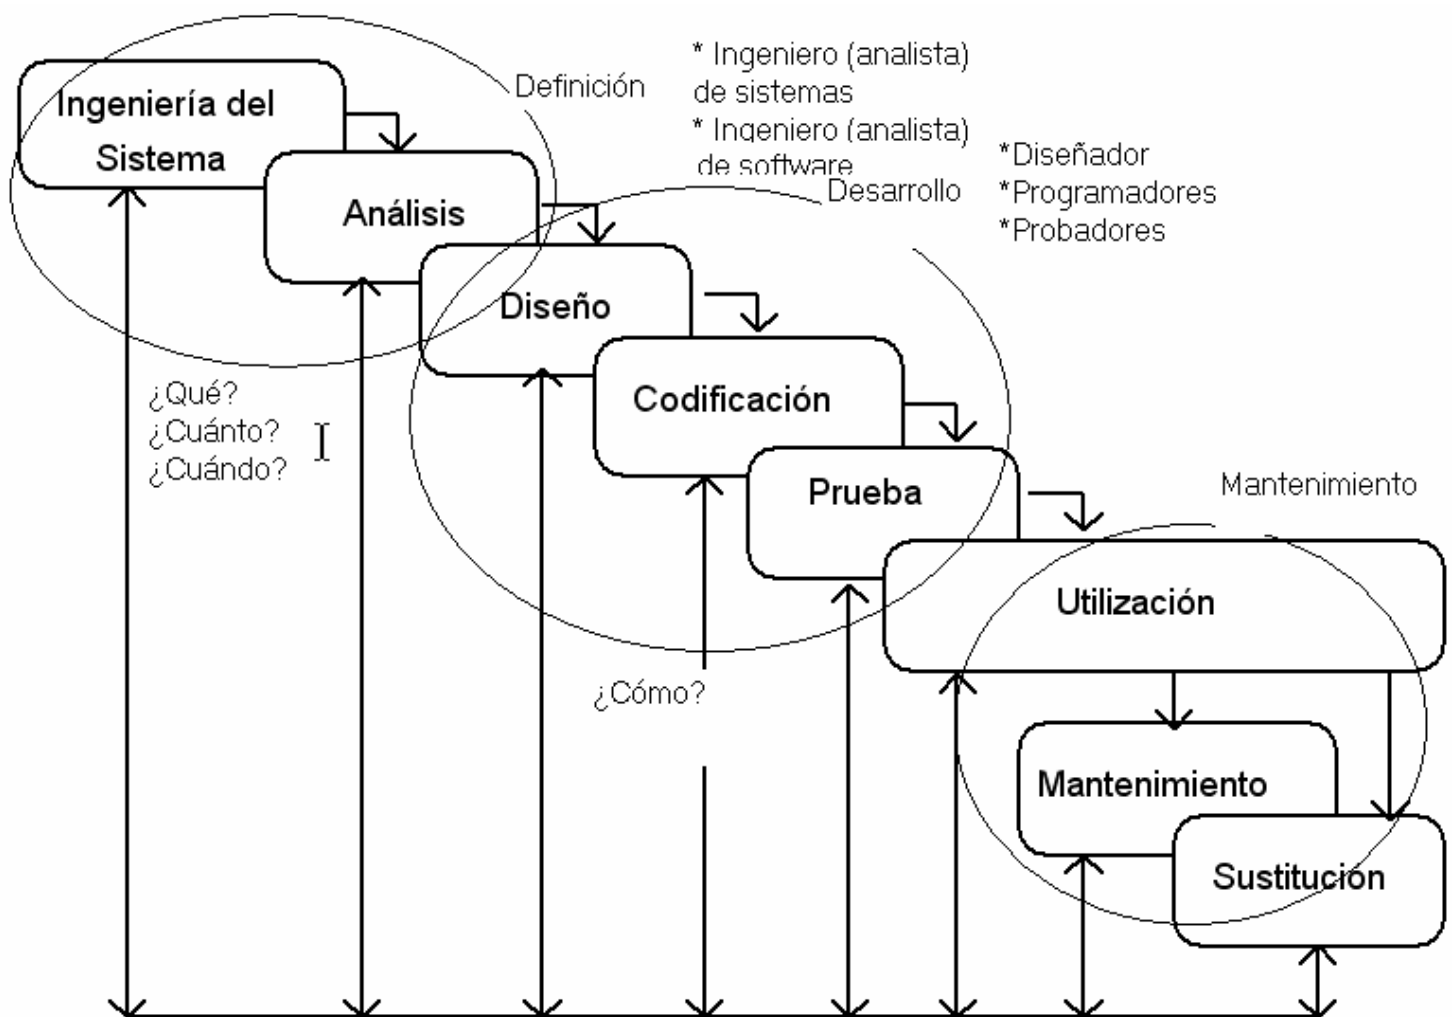 Ingeniería del
Sistema
Definición
* Ingeniero (analista)
de sistemas
* Ingeniero (analista)
de software
Análisis
Desarrollo
*Diseñador
*Programadores
*Probadores
Diseño
¿Qué?
¿Cuánto?
¿Cuándo?
Codificación
Prueba
Mantenimiento
Utilización
¿Cómo?
Mantenimiento
Sustitución